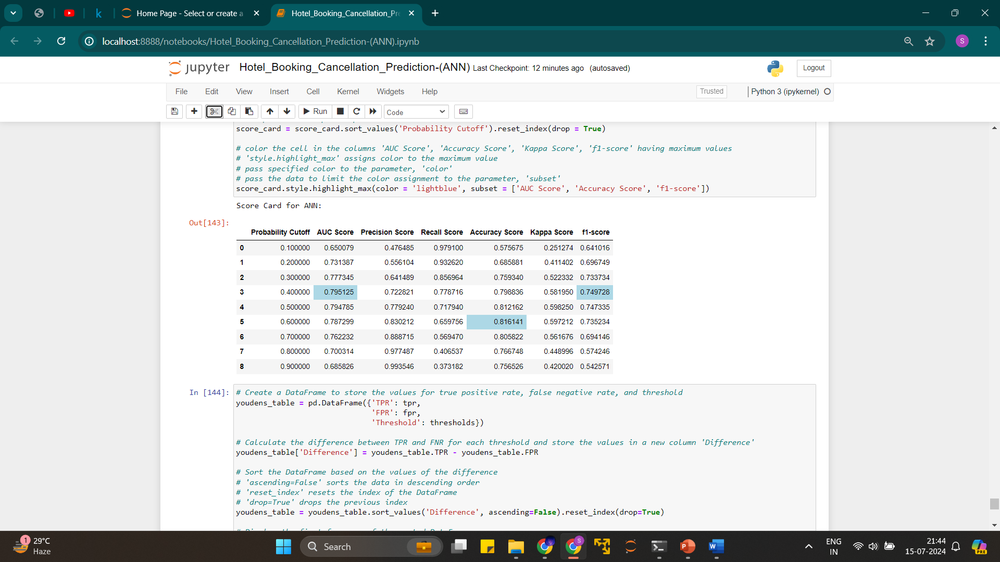 Home Page - Select or create a
Hotel_Booking_Cancellation_Pre
localhost:8888/notebooks/Hotel_Booking_Cancellation_Prediction-(ANN).ipynb
S
jupyter Hotel_Booking_Cancellation_Prediction-(ANN) Last Checkpoint: 12 minutes ago (autosaved)
Logout
File Edit View Insert Cell Kernel Widgets Help
Trusted
Python 3 (ipykernel)
Run
Code
score_card = score_card.sort_values('Probability Cutoff').reset_index(drop = True)
# color the cell in the columns 'AUC Score', 'Accuracy Score', 'Kappa Score', 'f1-score' having maximum values
# 'style.highlight_max' assigns color to the maximum value
# pass specified color to the parameter, 'color'
# pass the data to limit the color assignment to the parameter, 'subset'
score_card.style.highlight_max(color = 'lightblue', subset = ['AUC Score', 'Accuracy Score', 'f1-score'])
Score Card for ANN:
Out[143]:
Probability Cutoff AUC Score Precision Score Recall Score Accuracy Score Kappa Score f1-score
0 0.100000 0.650079 0.476485 0.979100 0.575675 0.251274 0.641016
1 0.200000 0.731387 0.556104 0.932620 0.685881 0.411402 0.696749
2 0.300000 0.777345 0.641489 0.856964 0.759340 0.522332 0.733734
3 0.400000 0.795125 0.722821 0.778716 0.798836 0.581950 0.749728
4 0.500000 0.794785 0.779240 0.717940 0.812162 0.598250 0.747335
5 0.600000 0.787299 0.830212 0.659756 0.816141 0.597212 0.735234
6 0.700000 0.762232 0.888715 0.569470 0.805822 0.561676 0.694146
7 0.800000 0.700314 0.977487 0.406537 0.766748 0.448996 0.574246
8 0.900000 0.685826 0.993546 0.373182 0.756526 0.420020 0.542571
In [144]: # Create a DataFrame to store the values for true positive rate, false negative rate, and threshold
youdens_table = pd.DataFrame({'TPR': tpr,
'FPR': fpr,
'Threshold': thresholds})
# Calculate the difference between TPR and FNR for each threshold and store the values in a new column 'Difference'
youdens_table['Difference'] = youdens_table.TPR - youdens_table.FPR
# Sort the DataFrame based on the values of the difference
# 'ascending=False' sorts the data in descending order
# 'reset_index' resets the index of the DataFrame
# 'drop=True' drops the previous index
youdens_table = youdens_table.sort_values('Difference', ascending=False).reset_index(drop=True)
1
29°C
Haze
Search
ENG
IN
21:44
15-07-2024
PRE